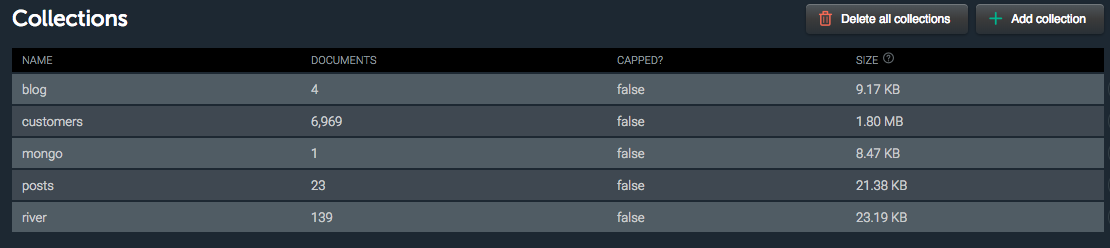 Collections Delete all collections Add collection
NAME DOCUMENTS CAPPED? SIZE ?
blog 4 false 9.17 KB
customers 6,969 false 1.80 MB
mongo 1 false 8.47 KB
posts 23 false 21.38 KB
river 139 false 23.19 KB